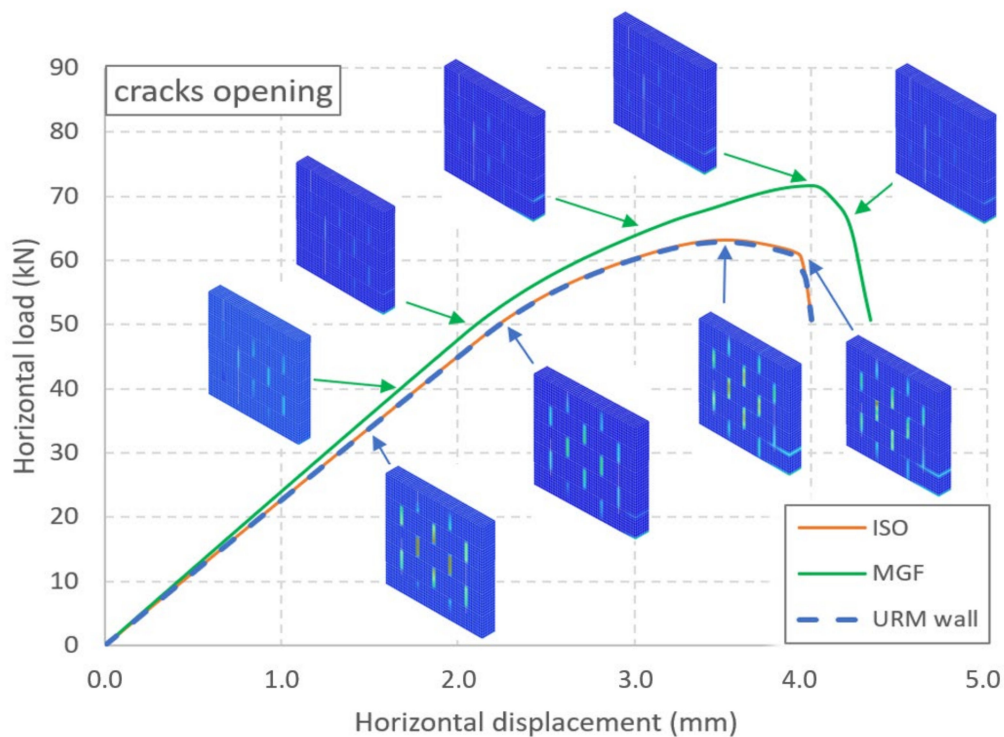 cracks opening
90
80
70
60
50
40
30
20
10
0
Horizontal load (kN)
0.0 1.0 2.0 3.0 4.0 5.0
Horizontal displacement (mm)
ISO
MGF
URM wall